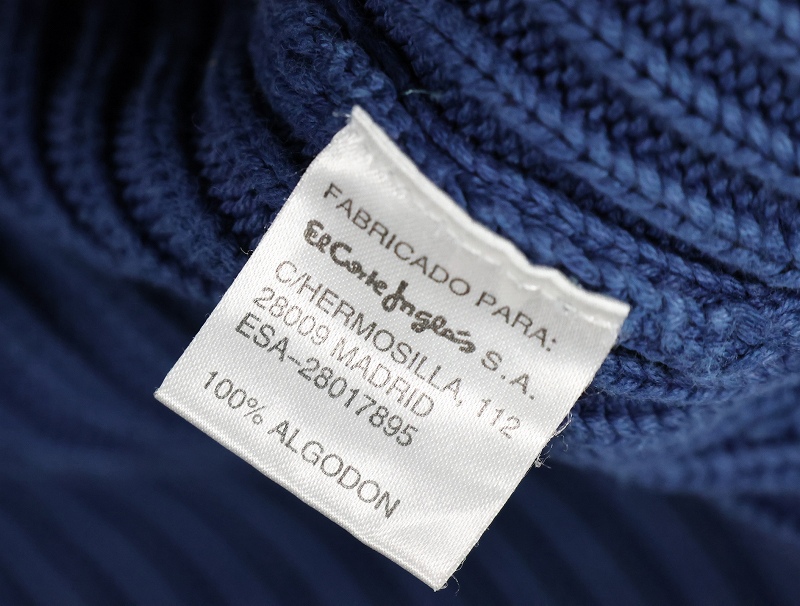 FABRICADO PARA:
El Corte Inglés S.A.
C/HERMOSILLA, 112
28009 MADRID
ESA-28017895
100% ALGODON